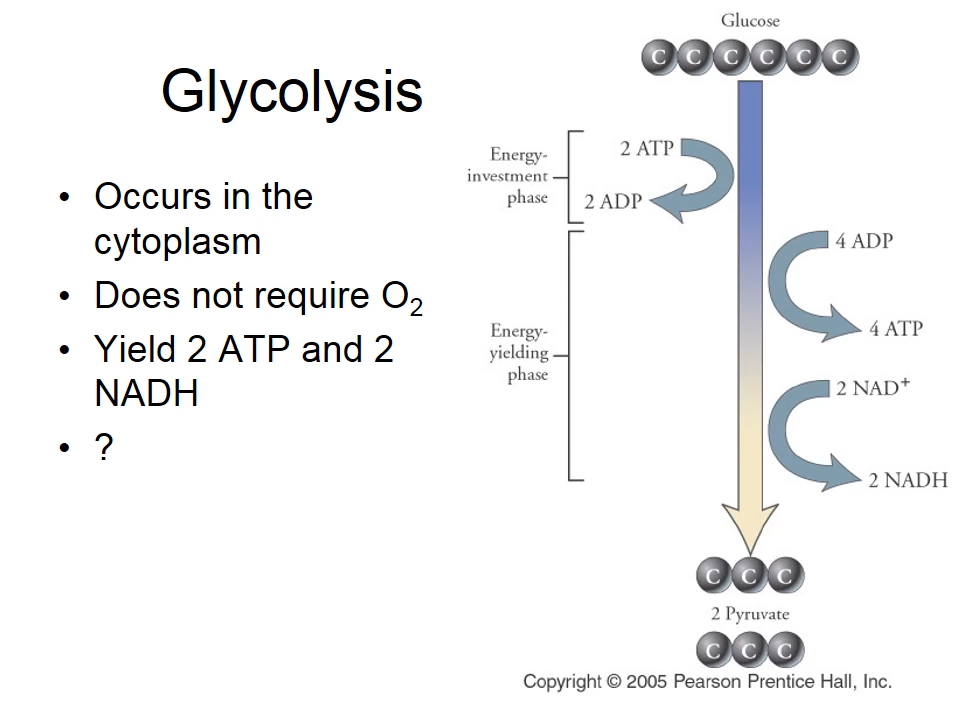 Glycolysis
• Occurs in the
cytoplasm
• Does not require O₂
• Yield 2 ATP and 2
NADH
• ?
Glucose
C C C C C C
Energy-
investment
phase
2 ATP
2 ADP
Energy-
yielding
phase
4 ADP
4 ATP
2 NAD⁺
2 NADH
C C C
2 Pyruvate
C C C
Copyright © 2005 Pearson Prentice Hall, Inc.